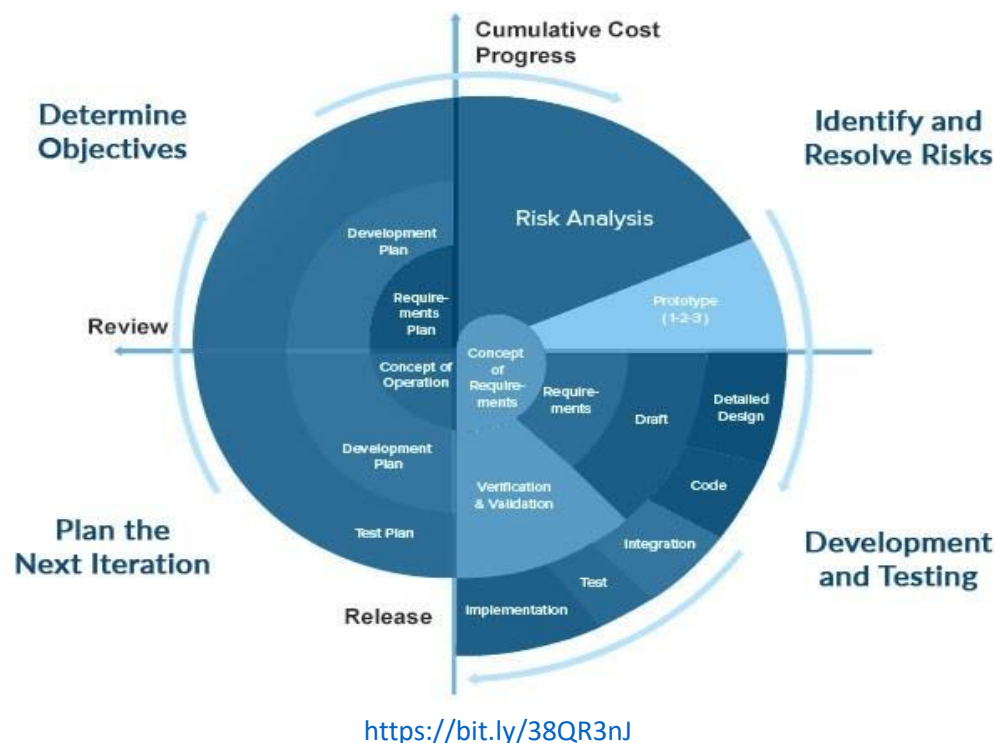 Cumulative Cost
Progress
Determine
Objectives
Identify and
Resolve Risks
Risk Analysis
Development
Plan
Require-
ments
Plan
Prototype
(1-2-3)
Review
Concept of
Operation
Concept
of
Require-
ments
Require-
ments
Draft
Detailed
Design
Development
Plan
Verification
& Validation
Code
Test Plan
Integration
Plan the
Next Iteration
Development
and Testing
Test
Implementation
Release
https://bit.ly/38QR3nJ